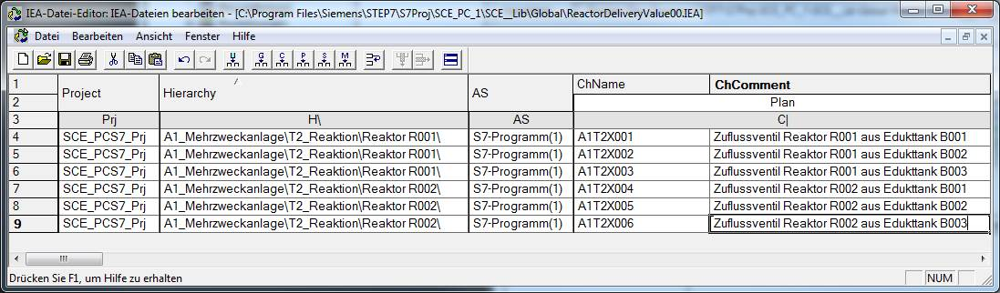 IEA-Datei-Editor: IEA-Dateien bearbeiten - [C:\Program Files\Siemens\STEP7\S7Proj\SCE_PC_1\SCE__Lib\Global\ReactorDeliveryValue00.IEA]
Datei Bearbeiten Ansicht Fenster Hilfe
U G C P S M
1 Project Hierarchy AS ChName ChComment
2 Plan
3 Prj H\ AS C|
4 SCE_PCS7_Prj A1_Mehrzweckanlage\T2_Reaktion\Reaktor R001\ S7-Programm(1) A1T2X001 Zuflussventil Reaktor R001 aus Edukttank B001
5 SCE_PCS7_Prj A1_Mehrzweckanlage\T2_Reaktion\Reaktor R001\ S7-Programm(1) A1T2X002 Zuflussventil Reaktor R001 aus Edukttank B002
6 SCE_PCS7_Prj A1_Mehrzweckanlage\T2_Reaktion\Reaktor R001\ S7-Programm(1) A1T2X003 Zuflussventil Reaktor R001 aus Edukttank B003
7 SCE_PCS7_Prj A1_Mehrzweckanlage\T2_Reaktion\Reaktor R002\ S7-Programm(1) A1T2X004 Zuflussventil Reaktor R002 aus Edukttank B001
8 SCE_PCS7_Prj A1_Mehrzweckanlage\T2_Reaktion\Reaktor R002\ S7-Programm(1) A1T2X005 Zuflussventil Reaktor R002 aus Edukttank B002
9 SCE_PCS7_Prj A1_Mehrzweckanlage\T2_Reaktion\Reaktor R002\ S7-Programm(1) A1T2X006 Zuflussventil Reaktor R002 aus Edukttank B003
Drücken Sie F1, um Hilfe zu erhalten NUM